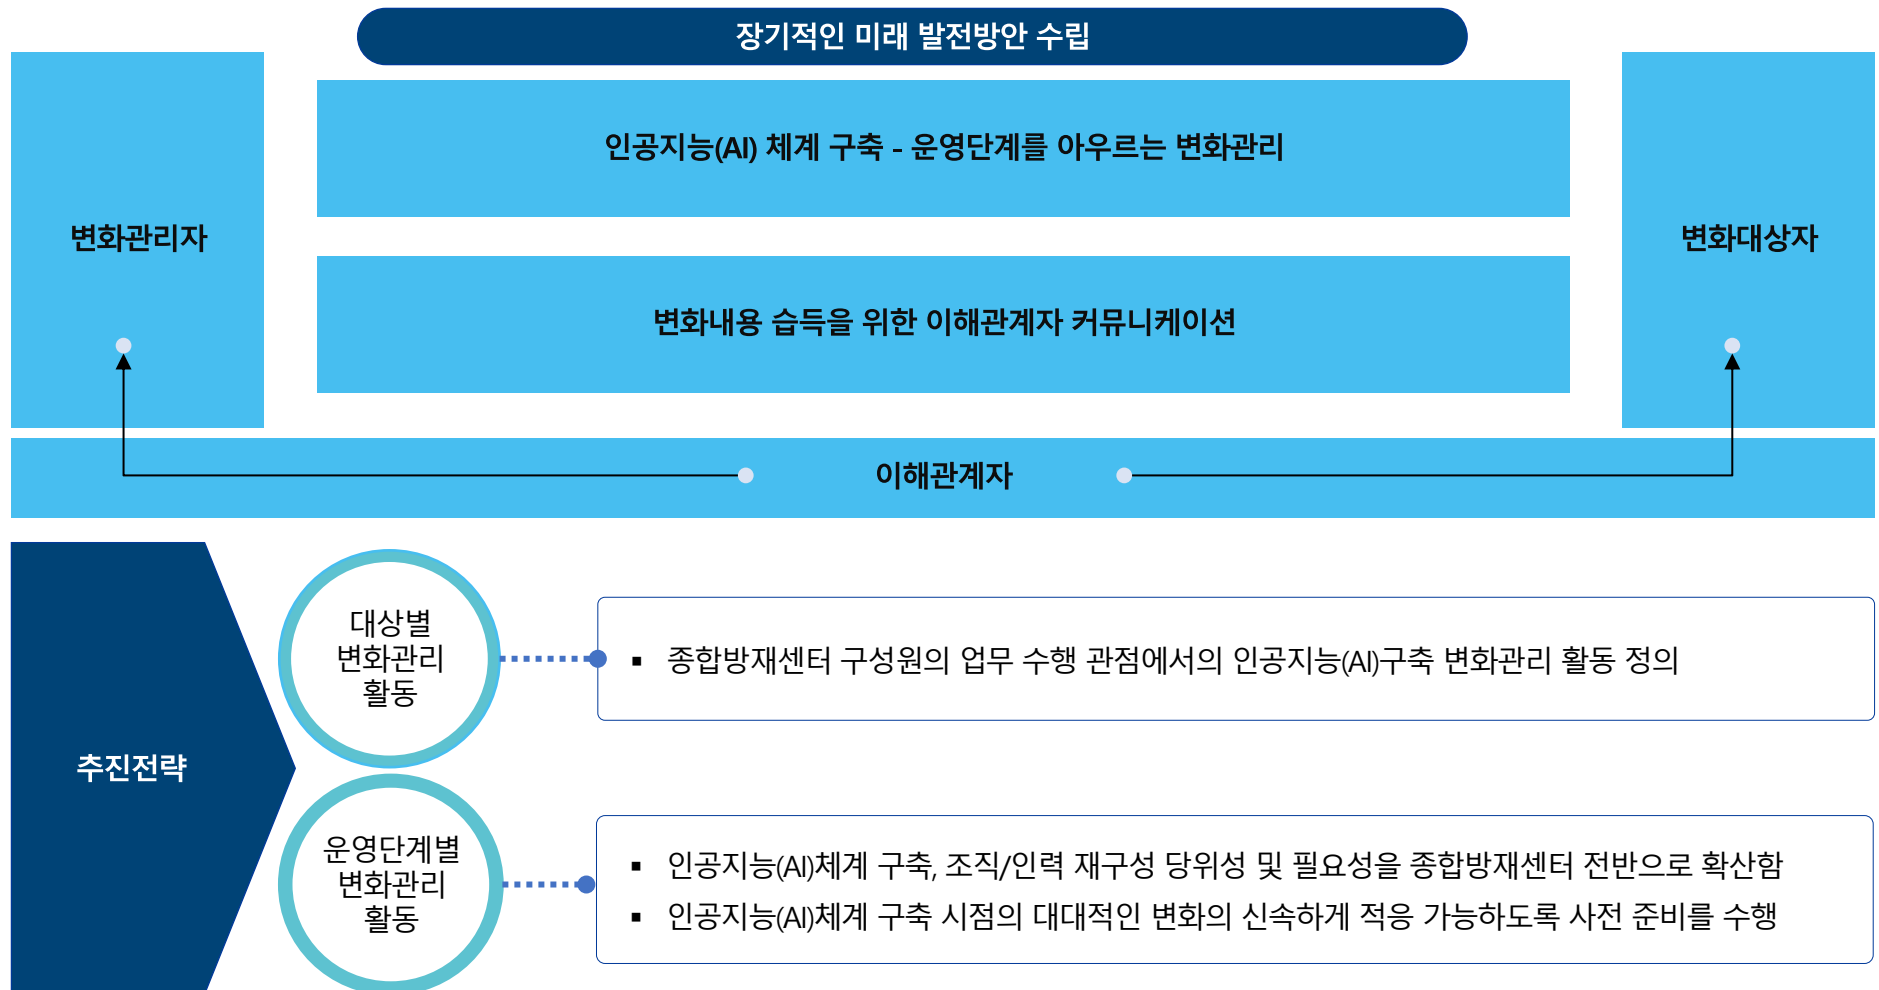 장기적인 미래 발전방안 수립
인공지능(AI) 체계 구축 - 운영단계를 아우르는 변화관리
변화관리자
변화대상자
변화내용 습득을 위한 이해관계자 커뮤니케이션
이해관계자
추진전략
대상별
변화관리
활동
▪ 종합방재센터 구성원의 업무 수행 관점에서의 인공지능(AI)구축 변화관리 활동 정의
운영단계별
변화관리
활동
▪ 인공지능(AI)체계 구축, 조직/인력 재구성 당위성 및 필요성을 종합방재센터 전반으로 확산함
▪ 인공지능(AI)체계 구축 시점의 대대적인 변화의 신속하게 적응 가능하도록 사전 준비를 수행